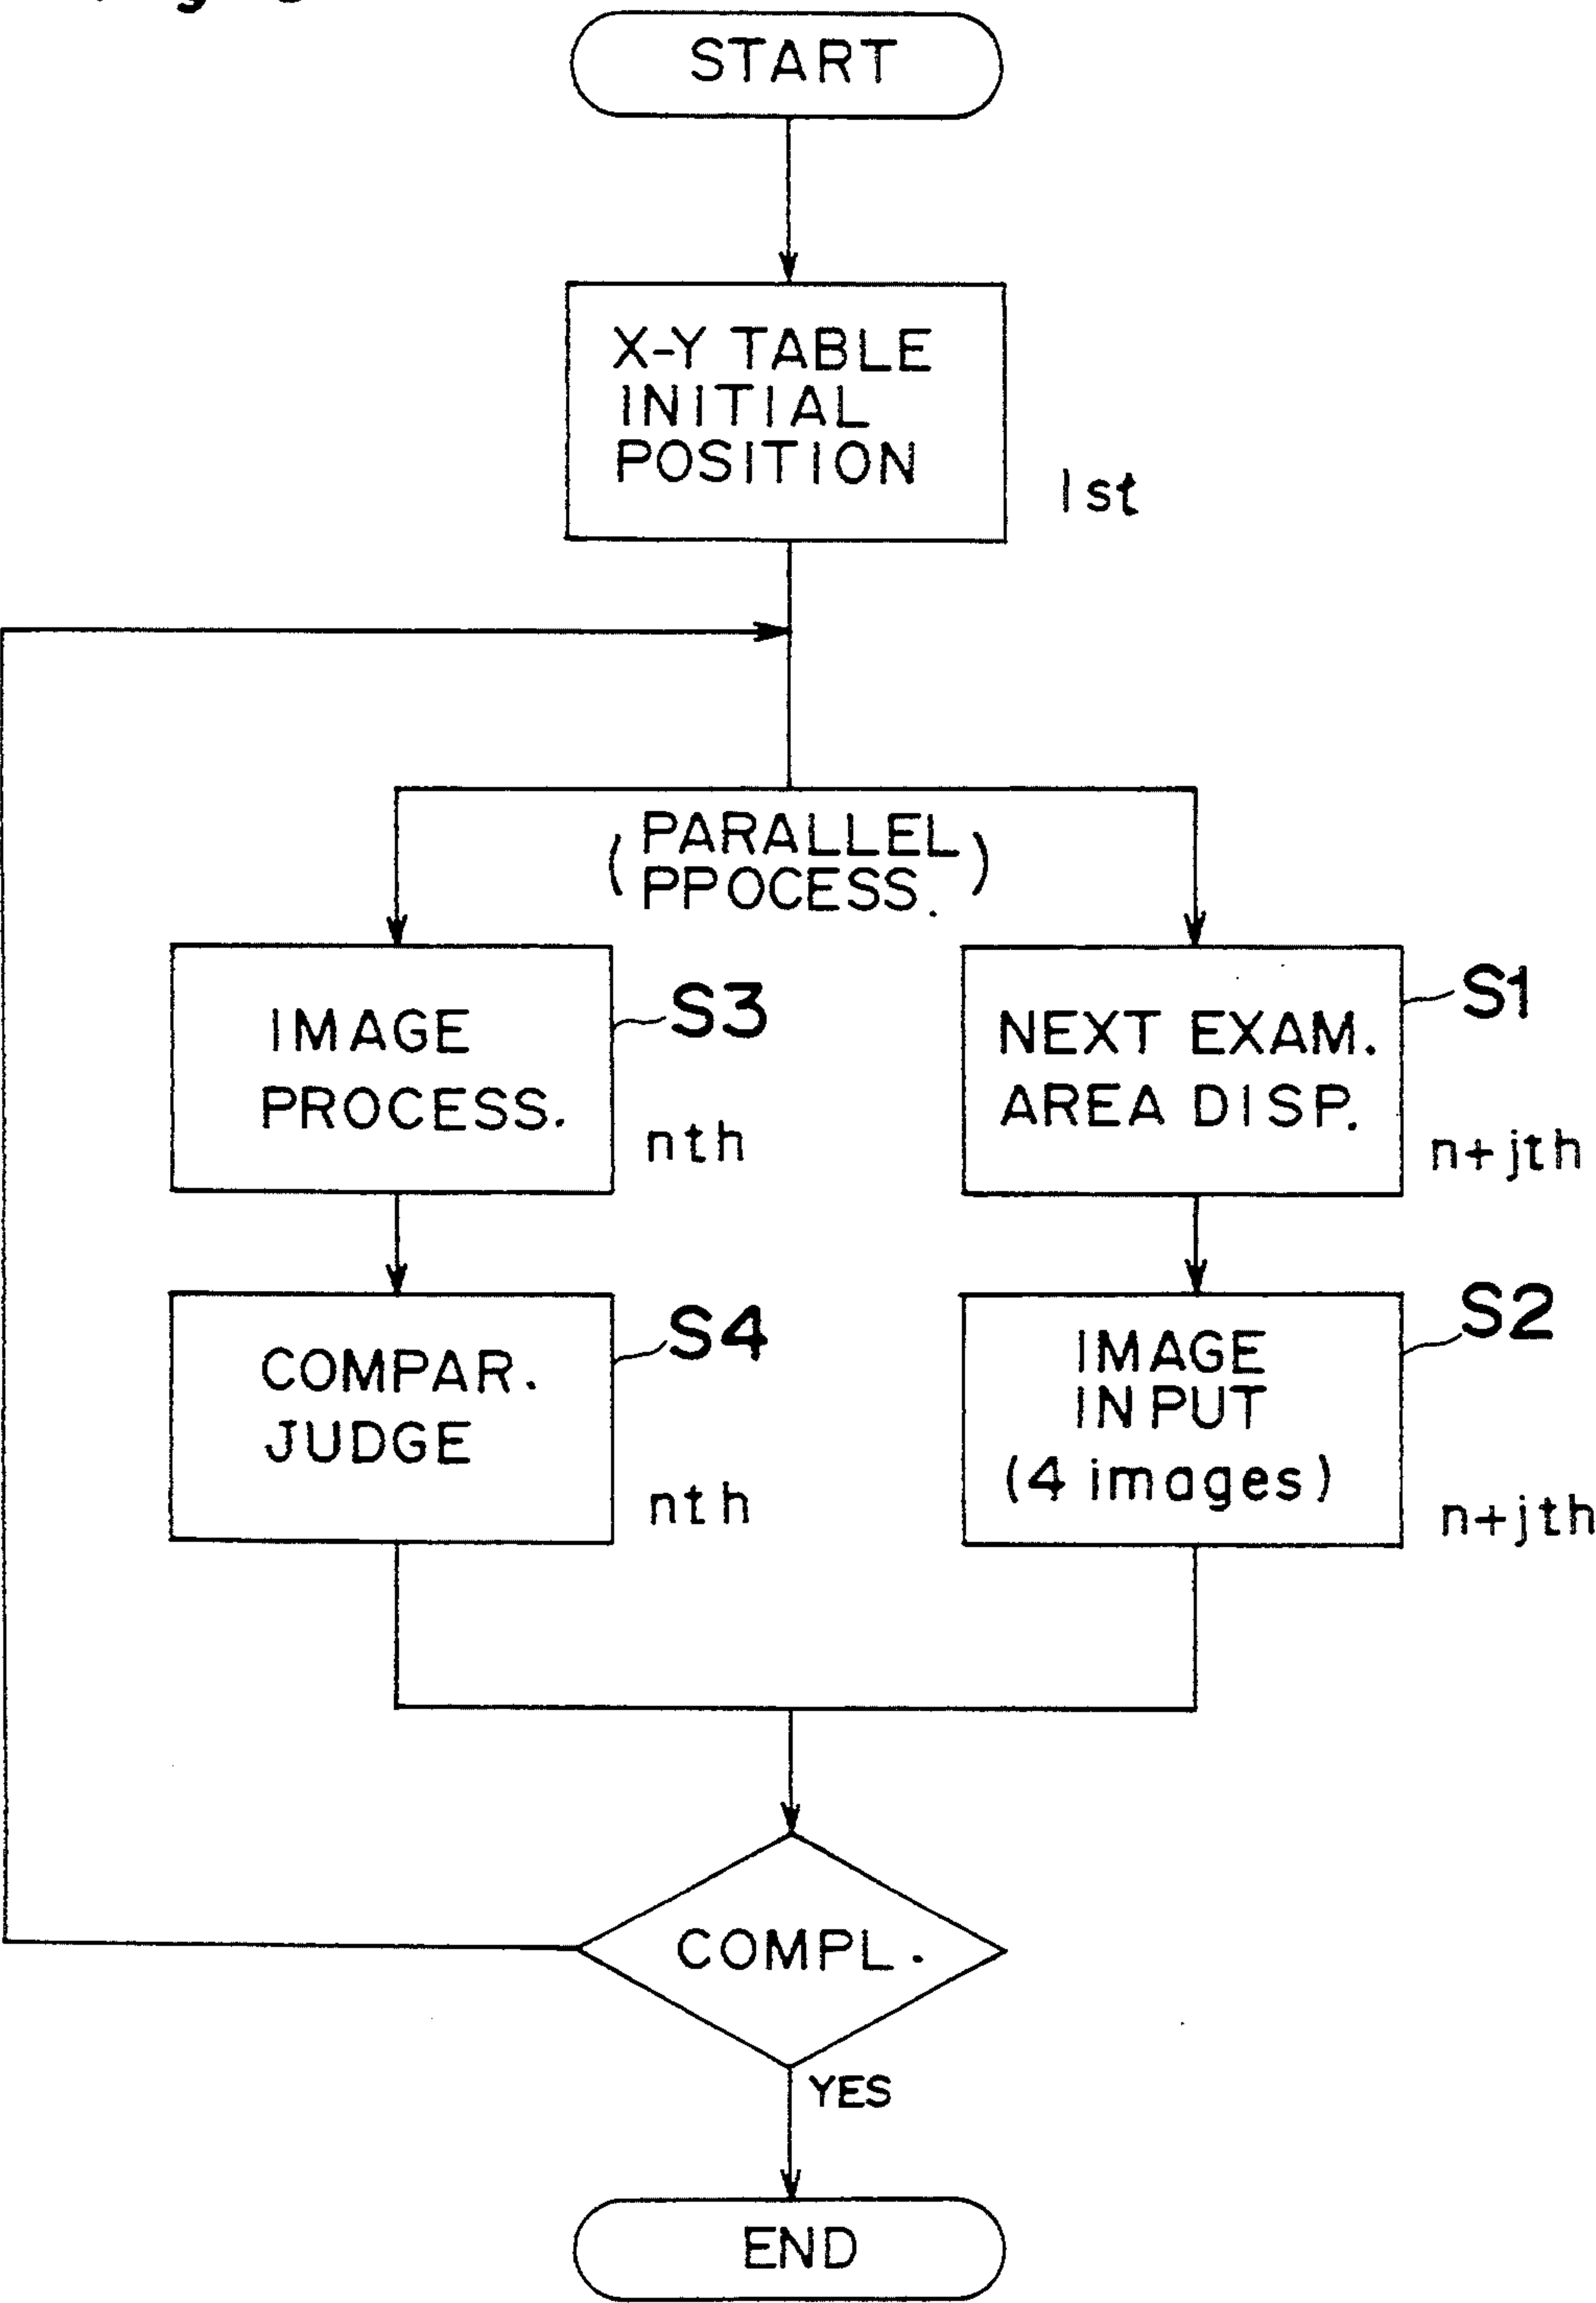 START
X-Y TABLE
INITIAL
POSITION
1st
(PARALLEL
PPOCESS.)
IMAGE
PROCESS.
S3
nth
NEXT EXAM.
AREA DISP.
S1
n+jth
COMPAR.
JUDGE
S4
nth
IMAGE
INPUT
(4 images)
S2
n+jth
COMPL.
YES
END